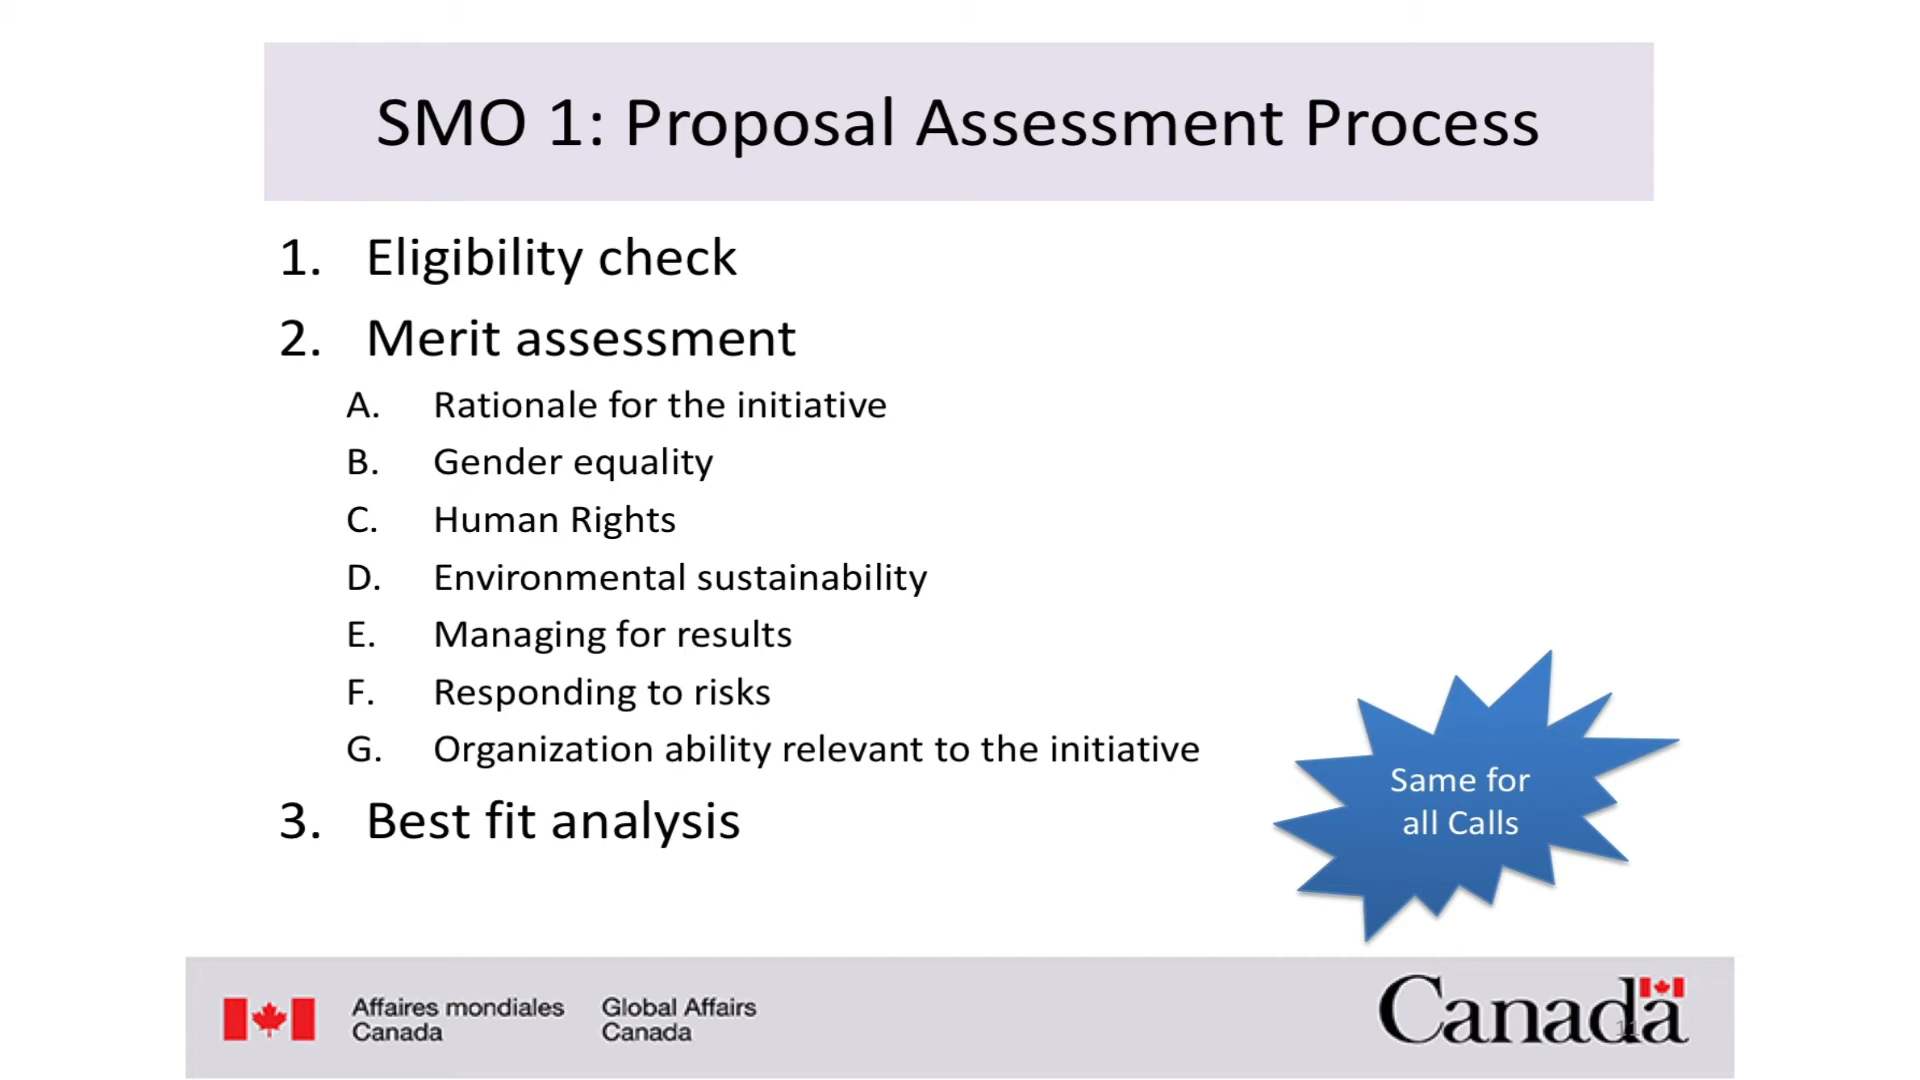 SMO 1: Proposal Assessment Process
1. Eligibility check
2. Merit assessment
A. Rationale for the initiative
B. Gender equality
C. Human Rights
D. Environmental sustainability
E. Managing for results
F. Responding to risks
G. Organization ability relevant to the initiative
3. Best fit analysis
Same for
all Calls
Affaires mondiales
Canada
Global Affairs
Canada
Canada
11